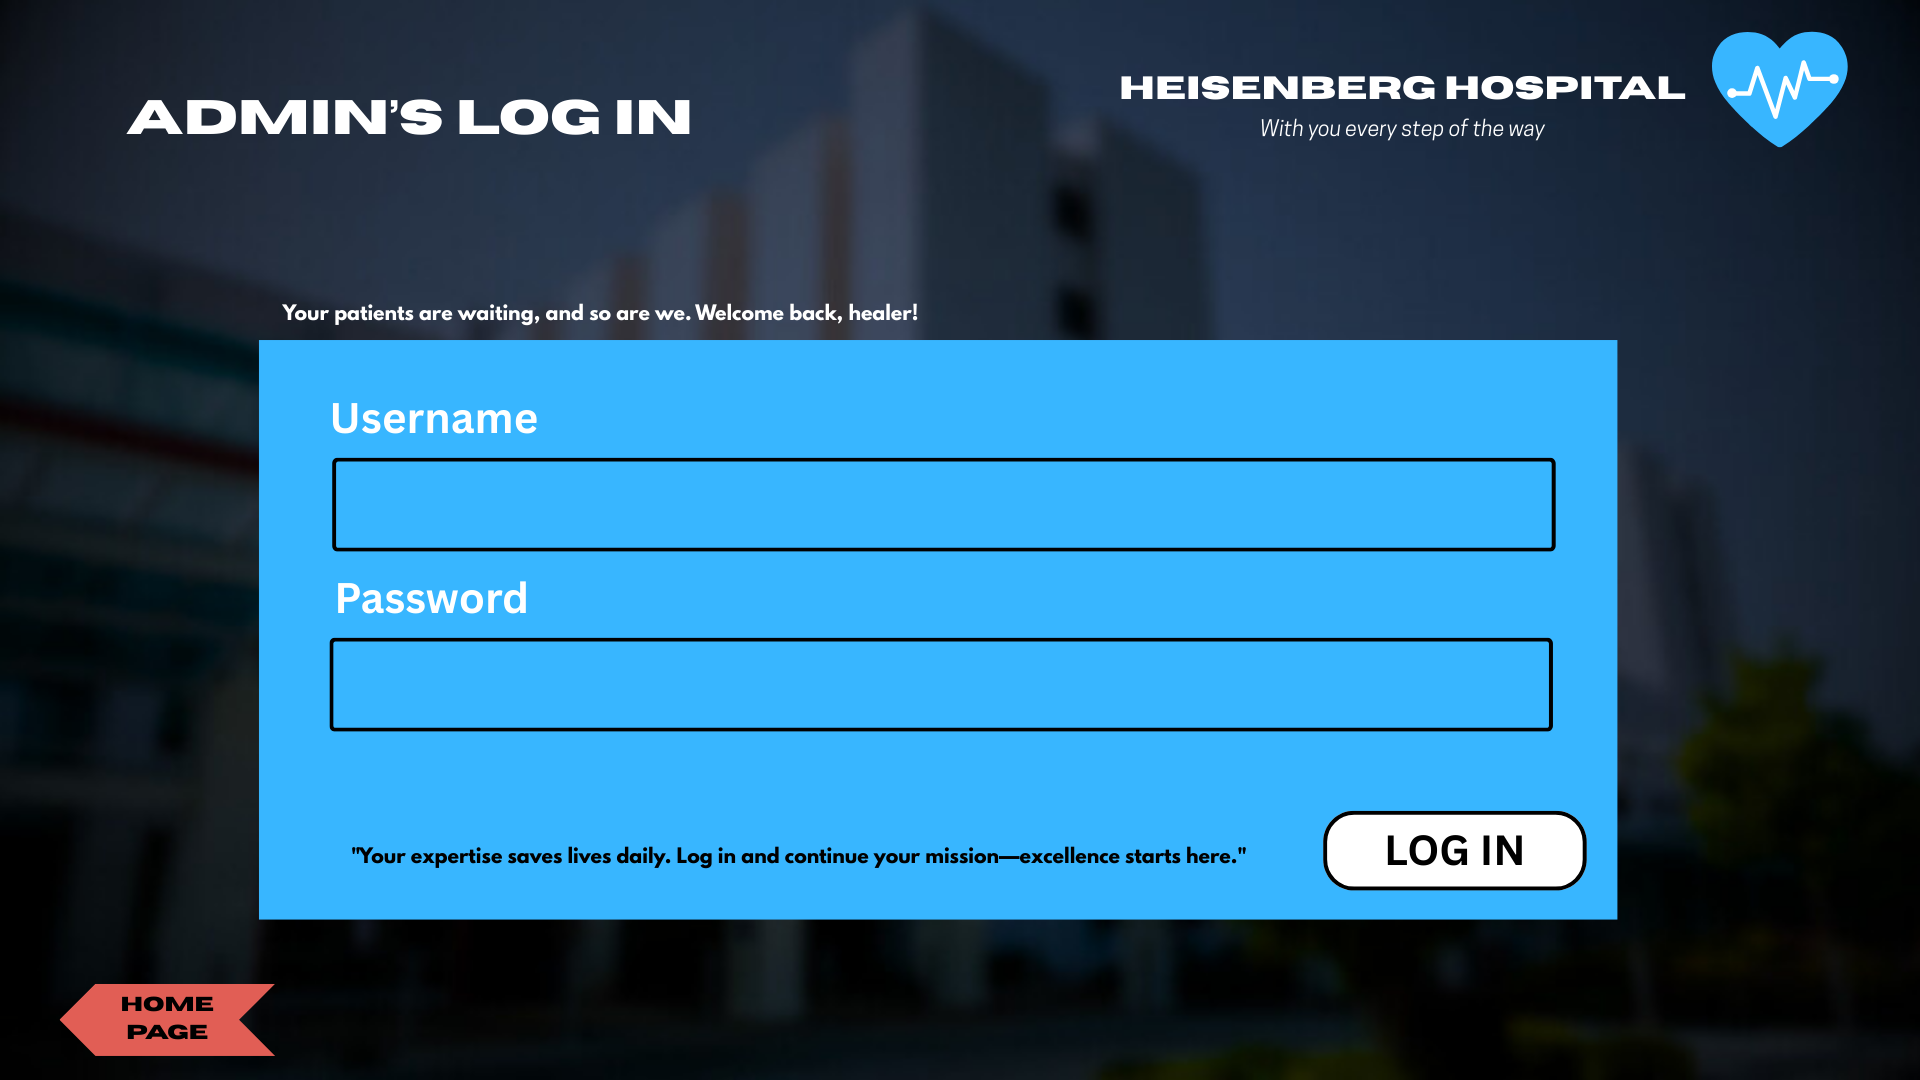 ADMIN’S LOG IN
HEISENBERG HOSPITAL
With you every step of the way
Your patients are waiting, and so are we. Welcome back, healer!
Username
Password
"Your expertise saves lives daily. Log in and continue your mission—excellence starts here."
LOG IN
HOME
PAGE